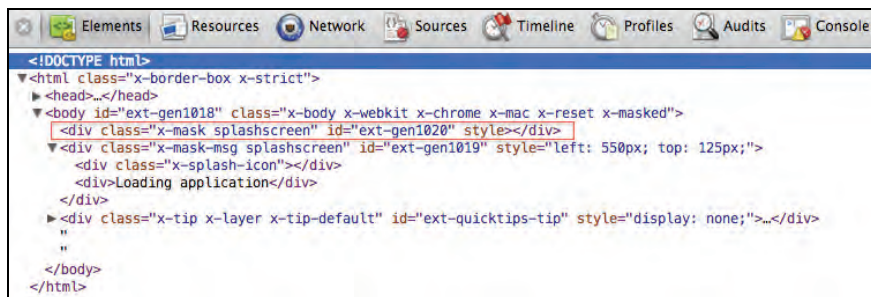 Elements Resources Network Sources Timeline Profiles Audits Console
<!DOCTYPE html>
▼<html class="x-border-box x-strict">
▶<head>…</head>
▼<body id="ext-gen1018" class="x-body x-webkit x-chrome x-mac x-reset x-masked">
<div class="x-mask splashscreen" id="ext-gen1020" style></div>
▼<div class="x-mask-msg splashscreen" id="ext-gen1019" style="left: 550px; top: 125px;">
<div class="x-splash-icon"></div>
<div>Loading application</div>
</div>
▶<div class="x-tip x-layer x-tip-default" id="ext-quicktips-tip" style="display: none;">…</div>
"
"
</body>
</html>